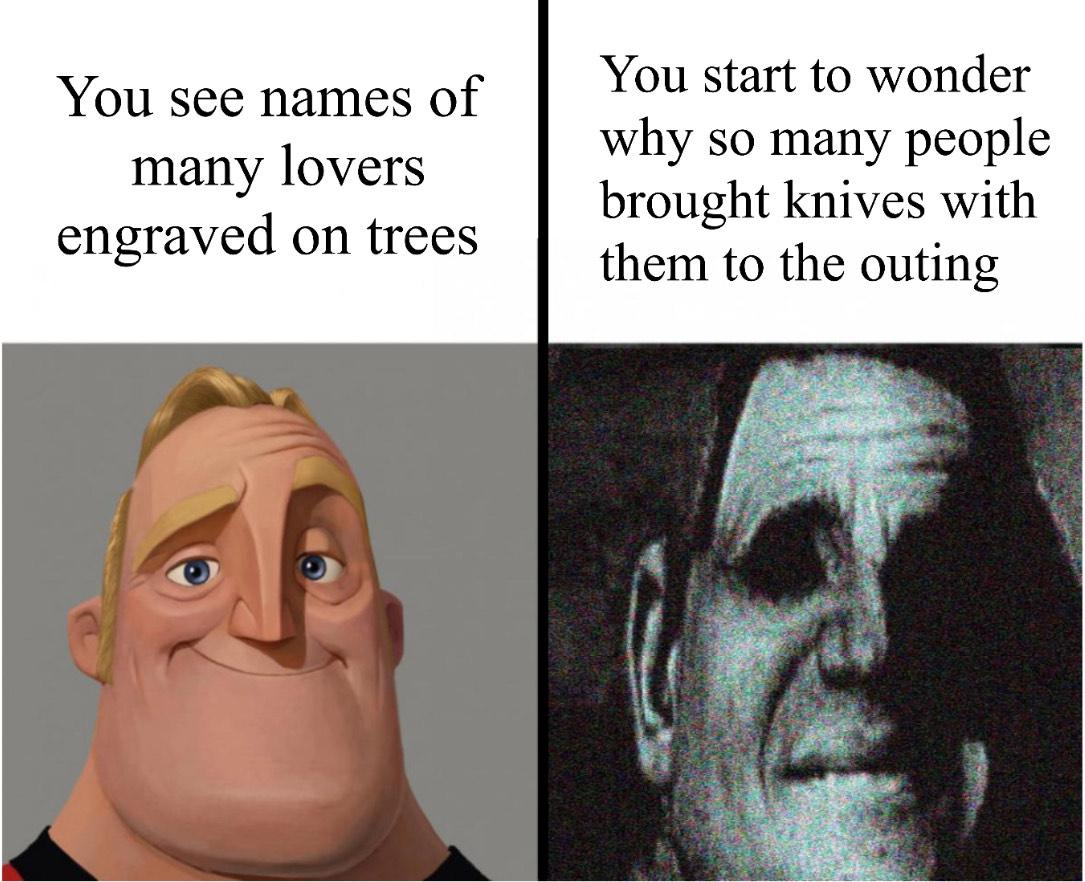 You see names of
many lovers
engraved on trees
You start to wonder
why so many people
brought knives with
them to the outing